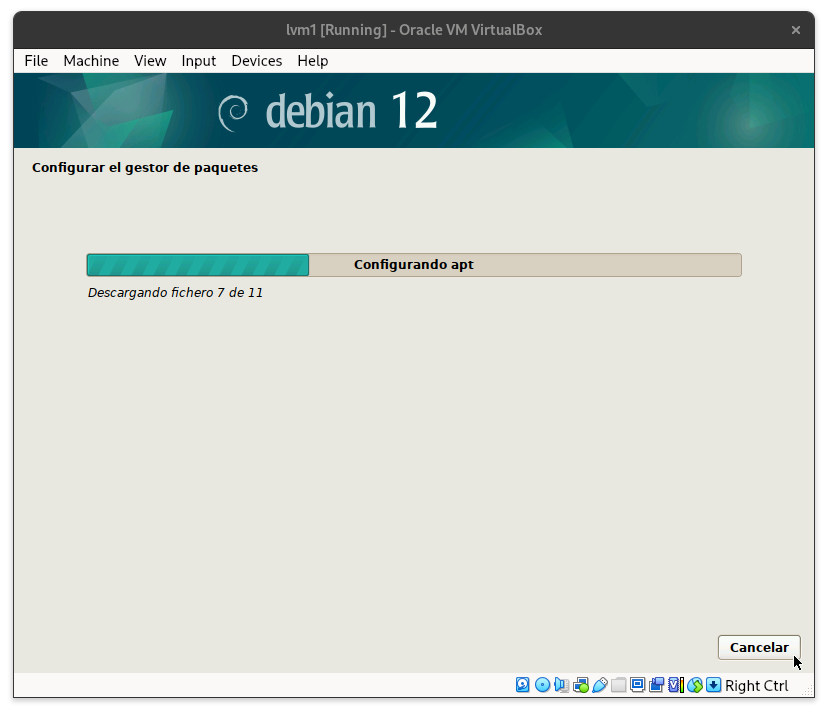 lvm1 [Running] - Oracle VM VirtualBox
File Machine View Input Devices Help
debian 12
Configurar el gestor de paquetes
Configurando apt
Descargando fichero 7 de 11
Cancelar
Right Ctrl